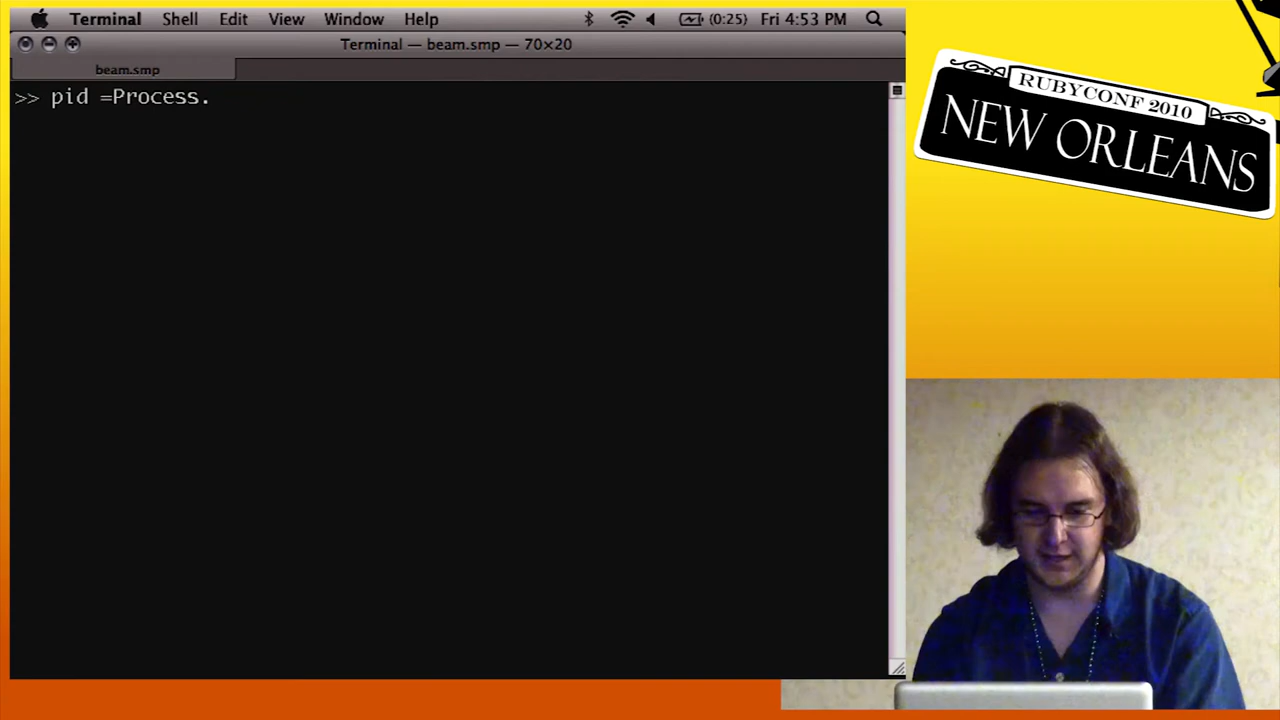 Terminal Shell Edit View Window Help (0:25) Fri 4:53 PM
Terminal — beam.smp — 70×20
beam.smp
>> pid =Process.
RUBYCONF 2010
NEW ORLEANS